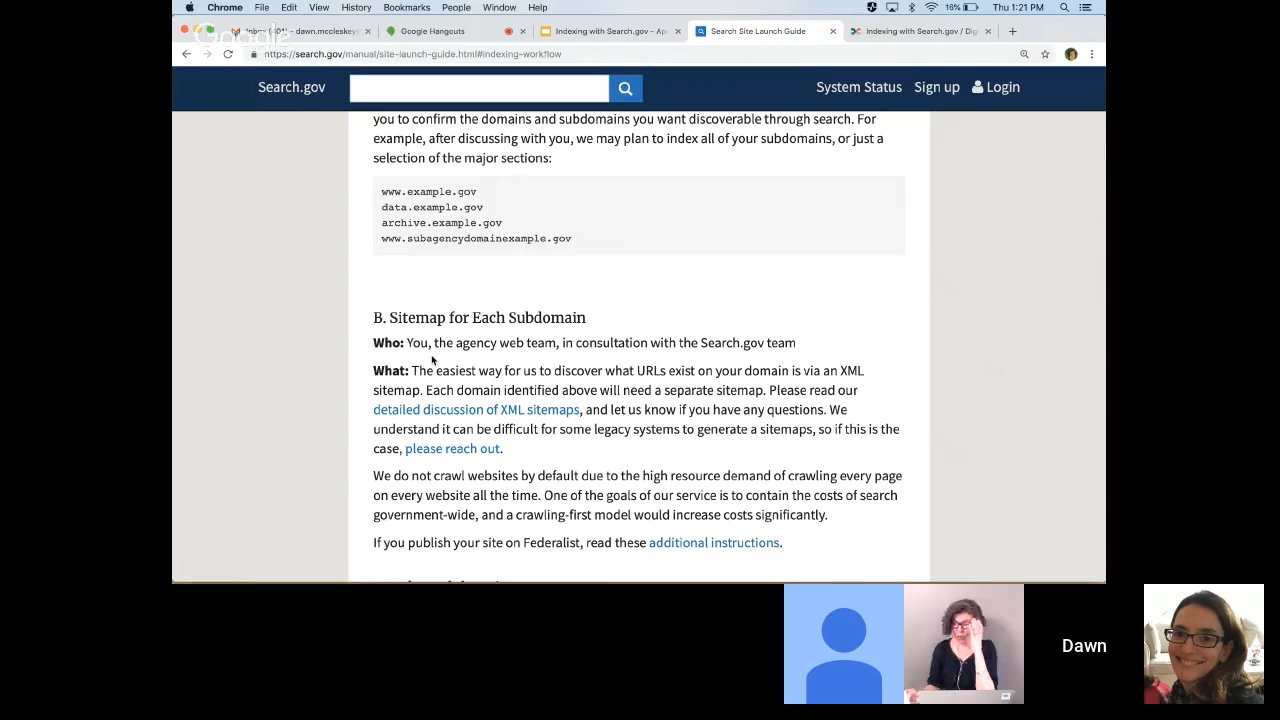 Chrome File Edit View History Bookmarks People Window Help 16% Thu 1:21 PM
Google Hangouts Indexing with Search.gov - Ap Search Site Launch Guide Indexing with Search.gov / Dig
https://search.gov/manual/site-launch-guide.html#indexing-workflow
Search.gov System Status Sign up Login
you to confirm the domains and subdomains you want discoverable through search. For
example, after discussing with you, we may plan to index all of your subdomains, or just a
selection of the major sections:
www.example.gov
data.example.gov
archive.example.gov
www.subagencydomainexample.gov
B. Sitemap for Each Subdomain
Who: You, the agency web team, in consultation with the Search.gov team
What: The easiest way for us to discover what URLs exist on your domain is via an XML
sitemap. Each domain identified above will need a separate sitemap. Please read our
detailed discussion of XML sitemaps, and let us know if you have any questions. We
understand it can be difficult for some legacy systems to generate a sitemaps, so if this is the
case, please reach out.
We do not crawl websites by default due to the high resource demand of crawling every page
on every website all the time. One of the goals of our service is to contain the costs of search
government-wide, and a crawling-first model would increase costs significantly.
If you publish your site on Federalist, read these additional instructions.
Dawn